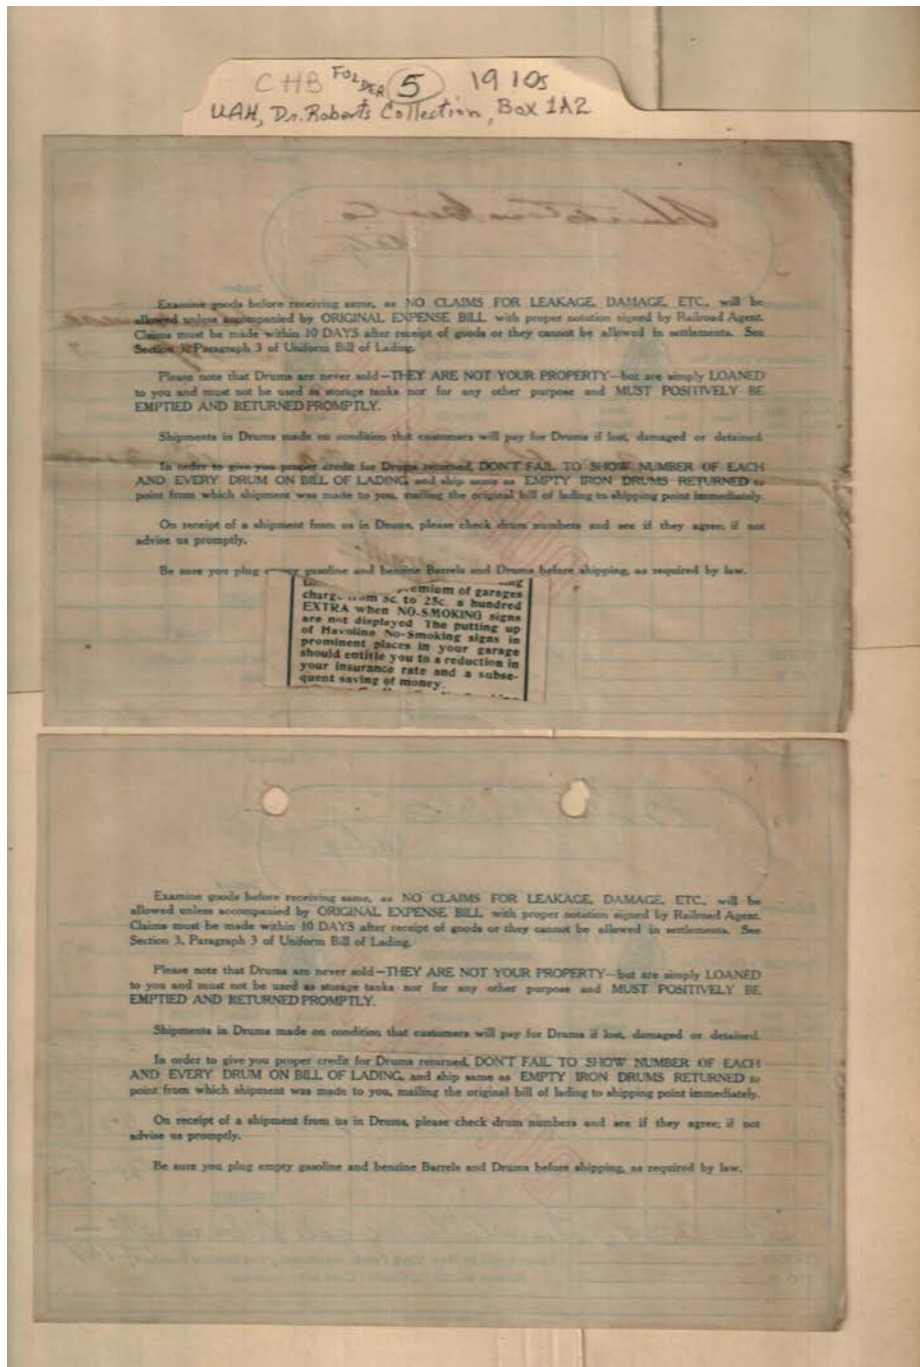 CHB FOLDER 5 1910s
UAH, Dr. Roberts Collection, Box 1A2
Examine goods before receiving same, as NO CLAIMS FOR LEAKAGE, DAMAGE, ETC., will be
allowed unless accompanied by ORIGINAL EXPENSE BILL with proper notation signed by Railroad Agent.
Claims must be made within 10 DAYS after receipt of goods or they cannot be allowed in settlements. See
Section 3, Paragraph 3 of Uniform Bill of Lading.
Please note that Drums are never sold—THEY ARE NOT YOUR PROPERTY—but are simply LOANED
to you and must not be used as storage tanks nor for any other purpose and MUST POSITIVELY BE
EMPTIED AND RETURNED PROMPTLY.
Shipments in Drums made on condition that customers will pay for Drums if lost, damaged or detained.
In order to give you proper credit for Drums returned, DON'T FAIL TO SHOW NUMBER OF EACH
AND EVERY DRUM ON BILL OF LADING, and ship same as EMPTY IRON DRUMS RETURNED to
point from which shipment was made to you, mailing the original bill of lading to shipping point immediately.
On receipt of a shipment from us in Drums, please check drum numbers and see if they agree; if not
advise us promptly.
Be sure you plug gasoline and benzine Barrels and Drums before shipping, as required by law.
of garages
charge from 5c. to 25c. a hundred
EXTRA when NO-SMOKING signs
are not displayed The putting up
of Havoline No-Smoking signs in
prominent places in your garage
should entitle you to a reduction in
your insurance rate and a subse-
quent saving of money.
Examine goods before receiving same, as NO CLAIMS FOR LEAKAGE, DAMAGE, ETC., will be
allowed unless accompanied by ORIGINAL EXPENSE BILL with proper notation signed by Railroad Agent.
Claims must be made within 10 DAYS after receipt of goods or they cannot be allowed in settlements. See
Section 3, Paragraph 3 of Uniform Bill of Lading.
Please note that Drums are never sold—THEY ARE NOT YOUR PROPERTY—but are simply LOANED
to you and must not be used as storage tanks nor for any other purpose and MUST POSITIVELY BE
EMPTIED AND RETURNED PROMPTLY.
Shipments in Drums made on condition that customers will pay for Drums if lost, damaged or detained.
In order to give you proper credit for Drums returned, DON'T FAIL TO SHOW NUMBER OF EACH
AND EVERY DRUM ON BILL OF LADING, and ship same as EMPTY IRON DRUMS RETURNED to
point from which shipment was made to you, mailing the original bill of lading to shipping point immediately.
On receipt of a shipment from us in Drums, please check drum numbers and see if they agree; if not
advise us promptly.
Be sure you plug empty gasoline and benzine Barrels and Drums before shipping, as required by law.